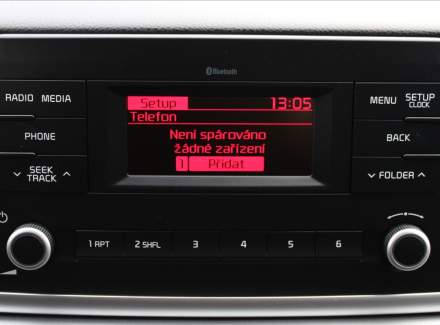 Bluetooth
RADIO MEDIA
Setup 13:05
MENU SETUP CLOCK
Telefon
PHONE
Není spárováno
žádné zařízení
BACK
1 Přidat
SEEK TRACK
FOLDER
1 RPT 2 SHFL 3 4 5 6